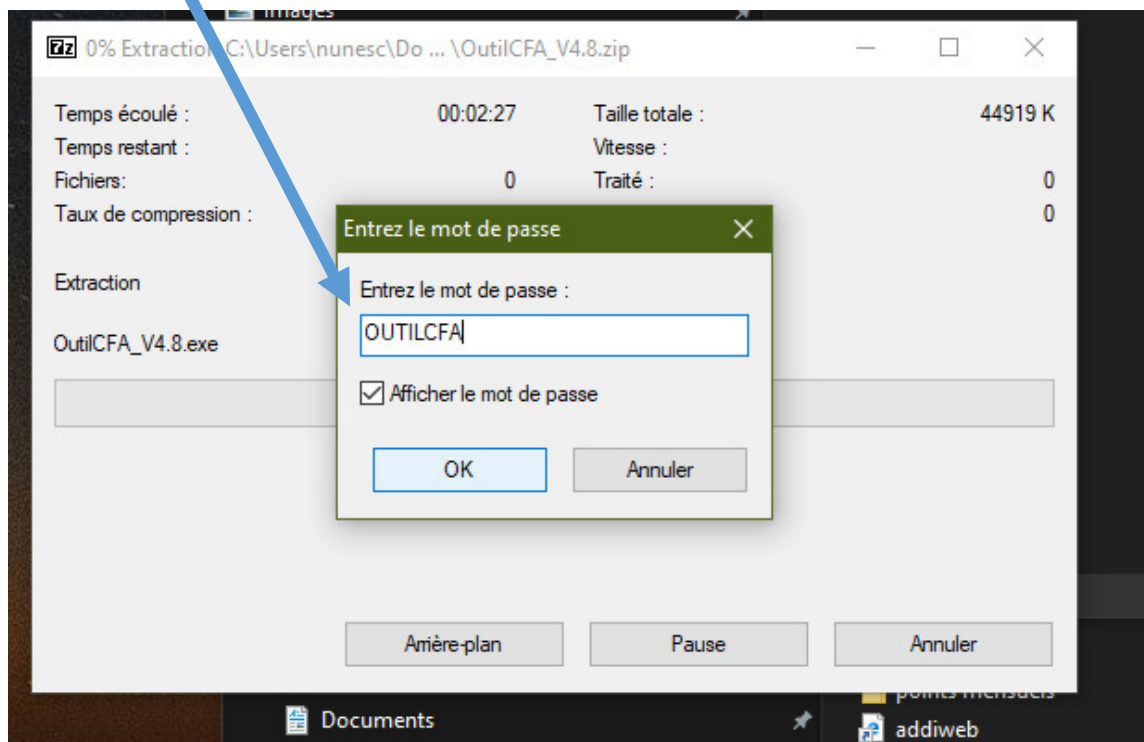 Images
7z 0% Extraction C:\Users\nunesc\Do ... \OutilCFA_V4.8.zip
Temps écoulé : 00:02:27 Taille totale : 44919 K
Temps restant : Vitesse :
Fichiers: 0 Traité : 0
Taux de compression : 0
Entrez le mot de passe
Extraction
Entrez le mot de passe :
OUTILCFA
OutilCFA_V4.8.exe
Afficher le mot de passe
OK Annuler
Arrière-plan Pause Annuler
points mensuels
Documents
addiweb